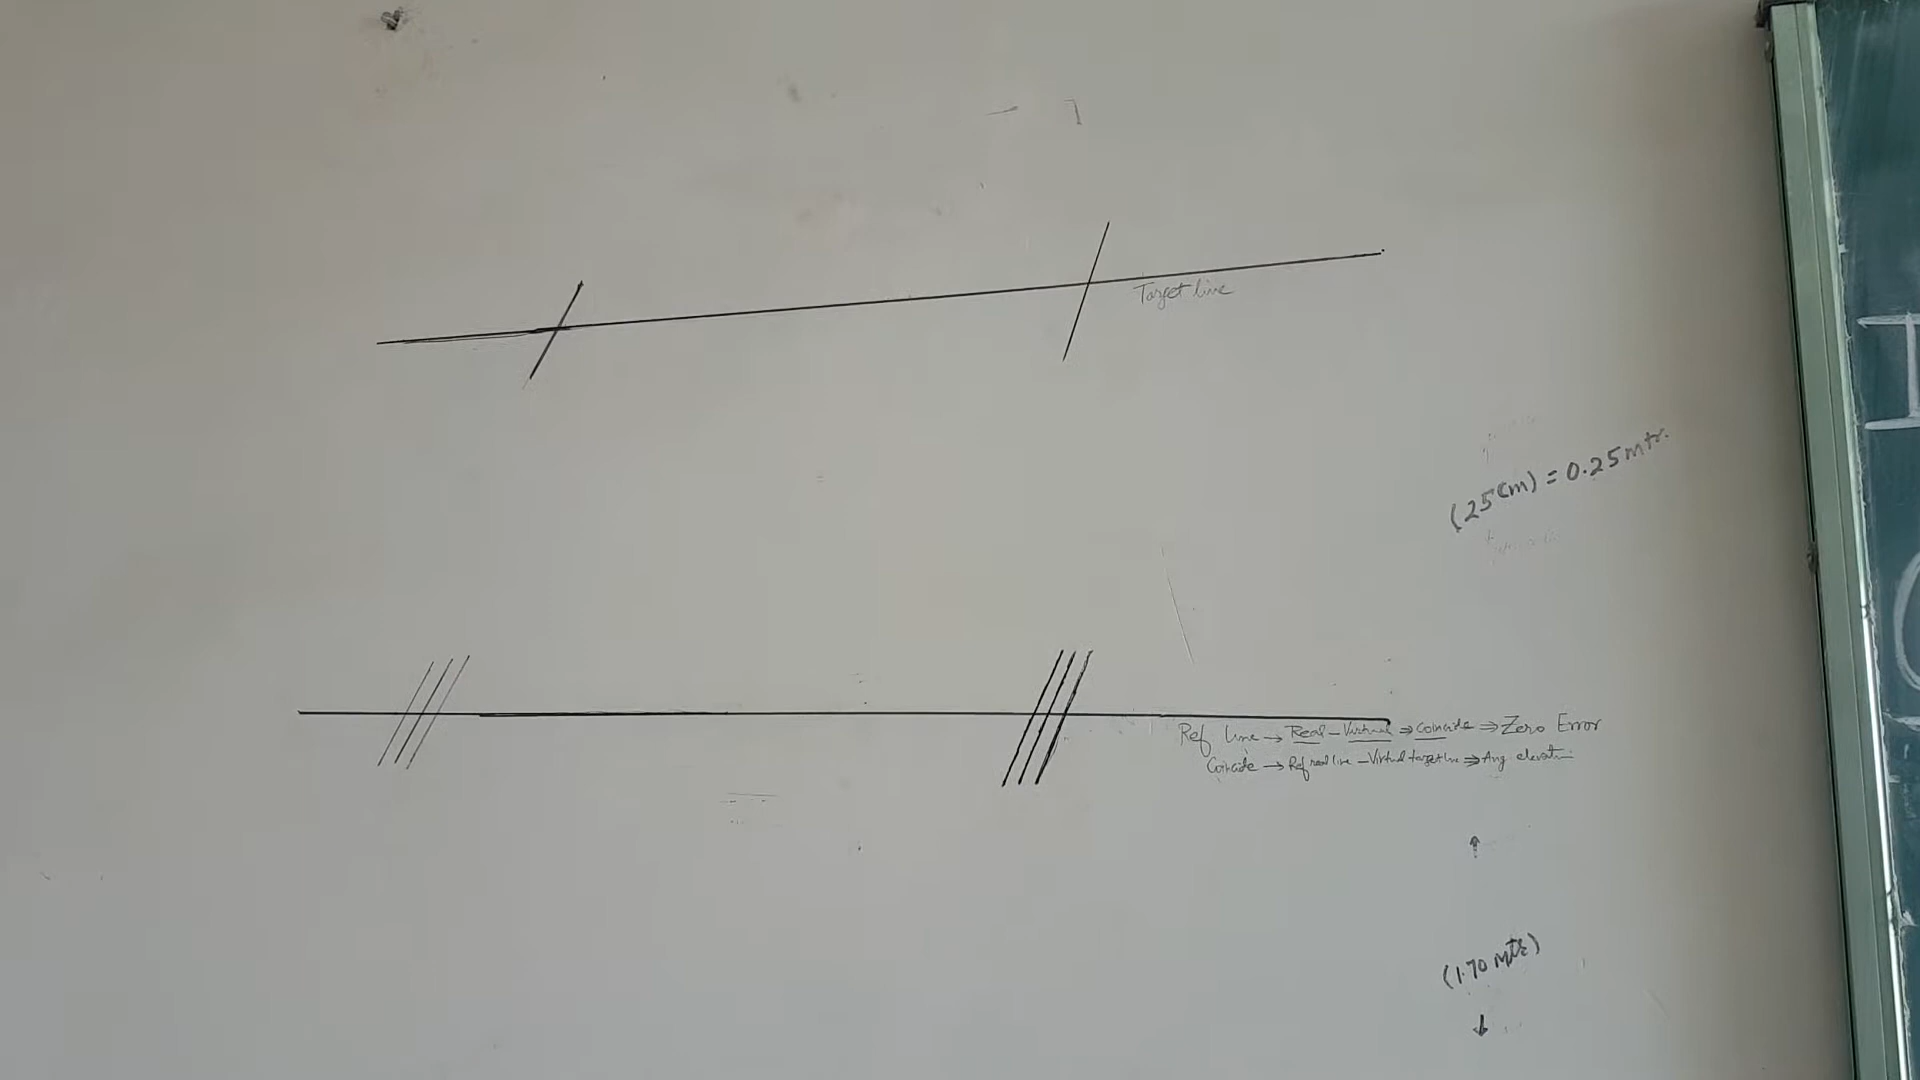 Target line
(25cm) = 0.25 mtr.
Ref line → Real - Virtual ⇒ coincide ⇒ Zero Error
Coincide → Ref real line - Virtual target line ⇒ Any elevation
(1.70 mtr)